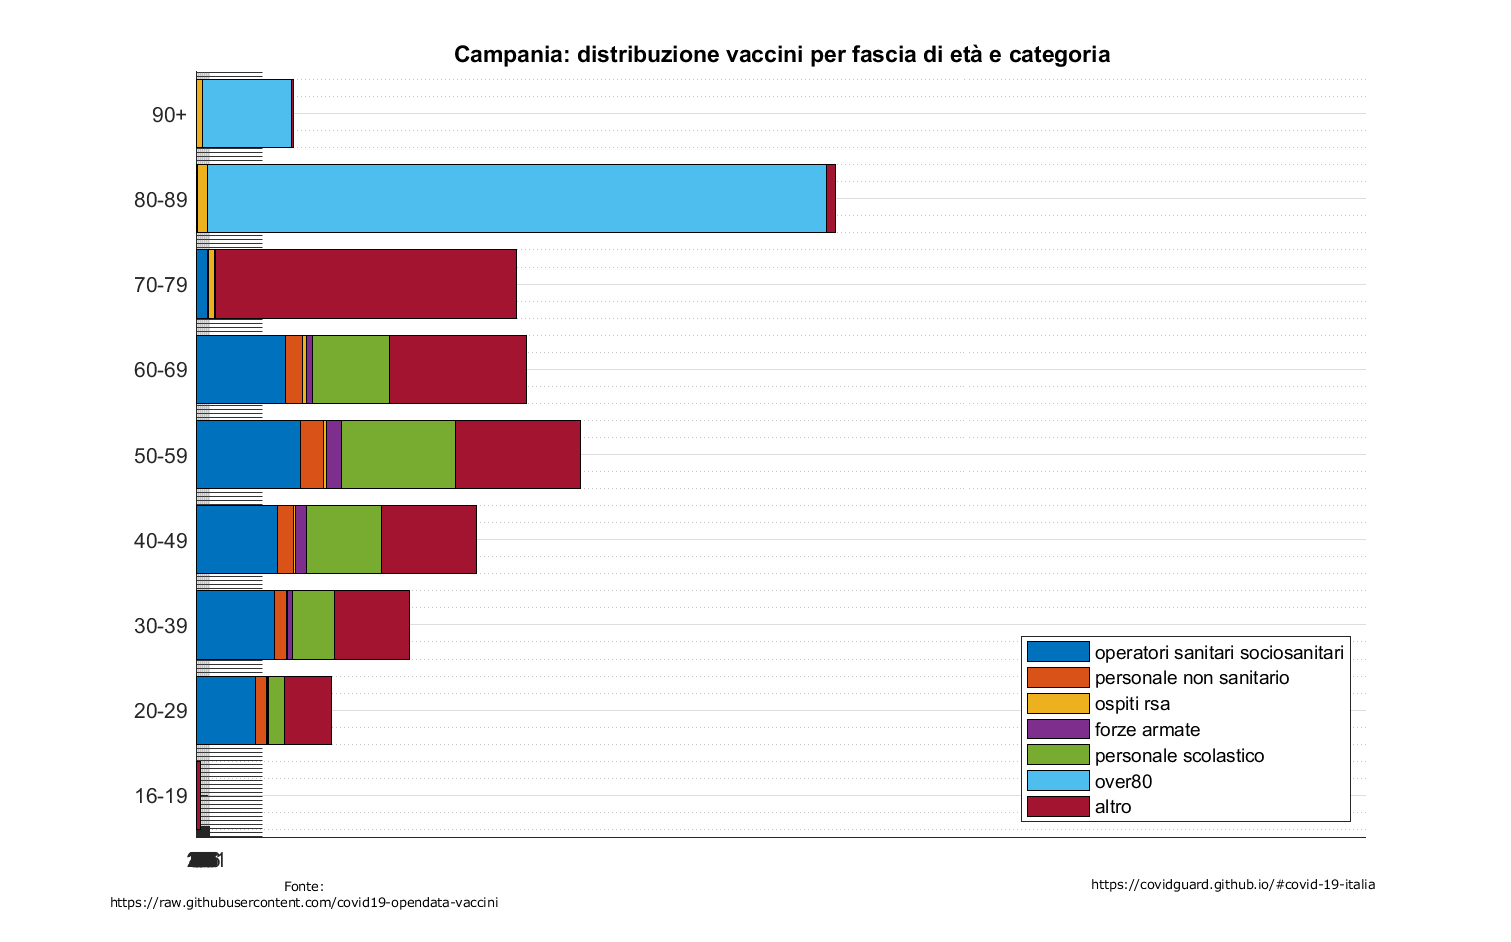 Campania: distribuzione vaccini per fascia di età e categoria
90+
80-89
70-79
60-69
50-59
40-49
30-39
20-29
16-19
operatori sanitari sociosanitari
personale non sanitario
ospiti rsa
forze armate
personale scolastico
over80
altro
Fonte:
https://raw.githubusercontent.com/covid19-opendata-vaccini
https://covidguard.github.io/#covid-19-italia